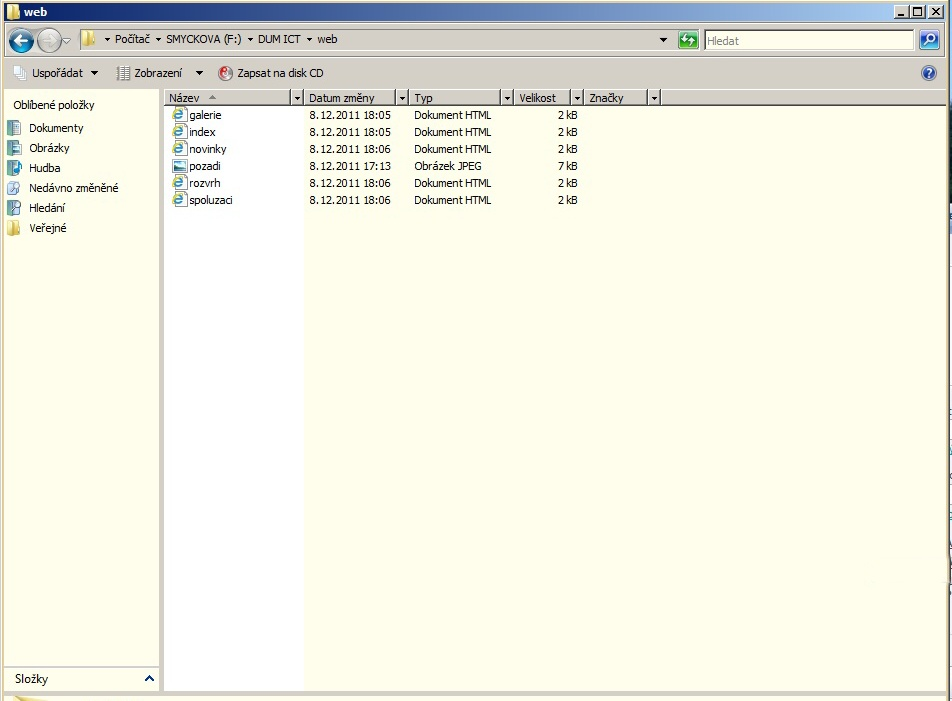 web
Počítač SMYCKOVA (F:) DUM ICT web
Hledat
Uspořádat Zobrazení Zapsat na disk CD
Oblíbené položky
Dokumenty
Obrázky
Hudba
Nedávno změněné
Hledání
Veřejné
Složky
Název Datum změny Typ Velikost Značky
galerie 8.12.2011 18:05 Dokument HTML 2 kB
index 8.12.2011 18:05 Dokument HTML 2 kB
novinky 8.12.2011 18:06 Dokument HTML 2 kB
pozadi 8.12.2011 17:13 Obrázek JPEG 7 kB
rozvrh 8.12.2011 18:06 Dokument HTML 2 kB
spoluzaci 8.12.2011 18:06 Dokument HTML 2 kB